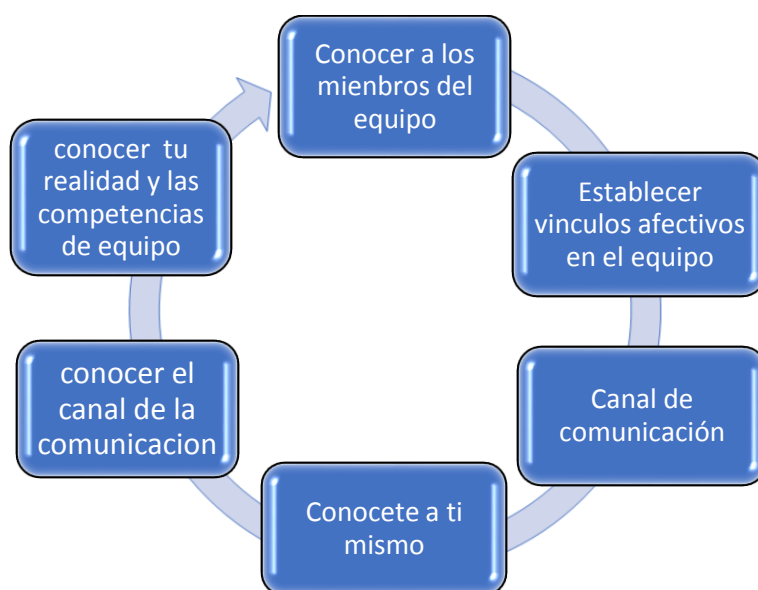 Conocer a los
mienbros del
equipo
Establecer
vinculos afectivos
en el equipo
Canal de
comunicación
Conocete a ti
mismo
conocer el
canal de la
comunicacion
conocer tu
realidad y las
competencias
de equipo